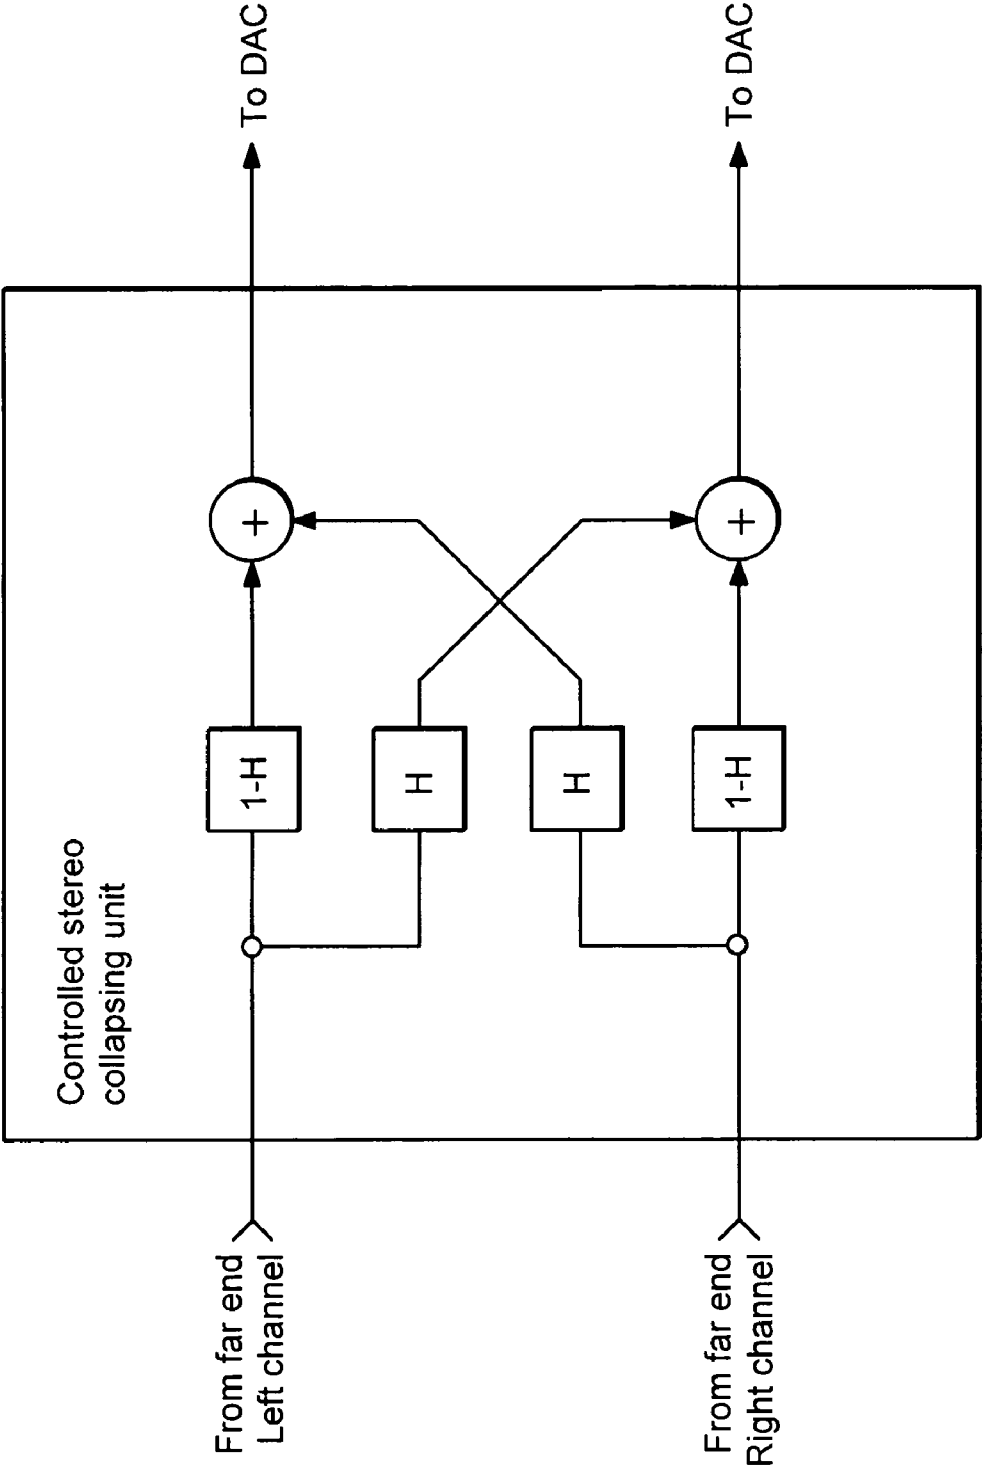 Controlled stereo
collapsing unit
From far end
Left channel
1-H
+
To DAC
H
H
From far end
Right channel
1-H
+
To DAC